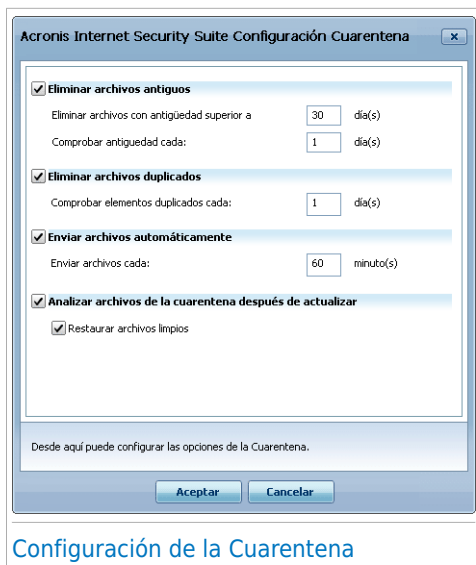 Acronis Internet Security Suite Configuración Cuarentena
Eliminar archivos antiguos
Eliminar archivos con antigüedad superior a 30 día(s)
Comprobar antiguedad cada: 1 día(s)
Eliminar archivos duplicados
Comprobar elementos duplicados cada: 1 día(s)
Enviar archivos automáticamente
Enviar archivos cada: 60 minuto(s)
Analizar archivos de la cuarentena después de actualizar
Restaurar archivos limpios
Desde aquí puede configurar las opciones de la Cuarentena.
Aceptar Cancelar
Configuración de la Cuarentena